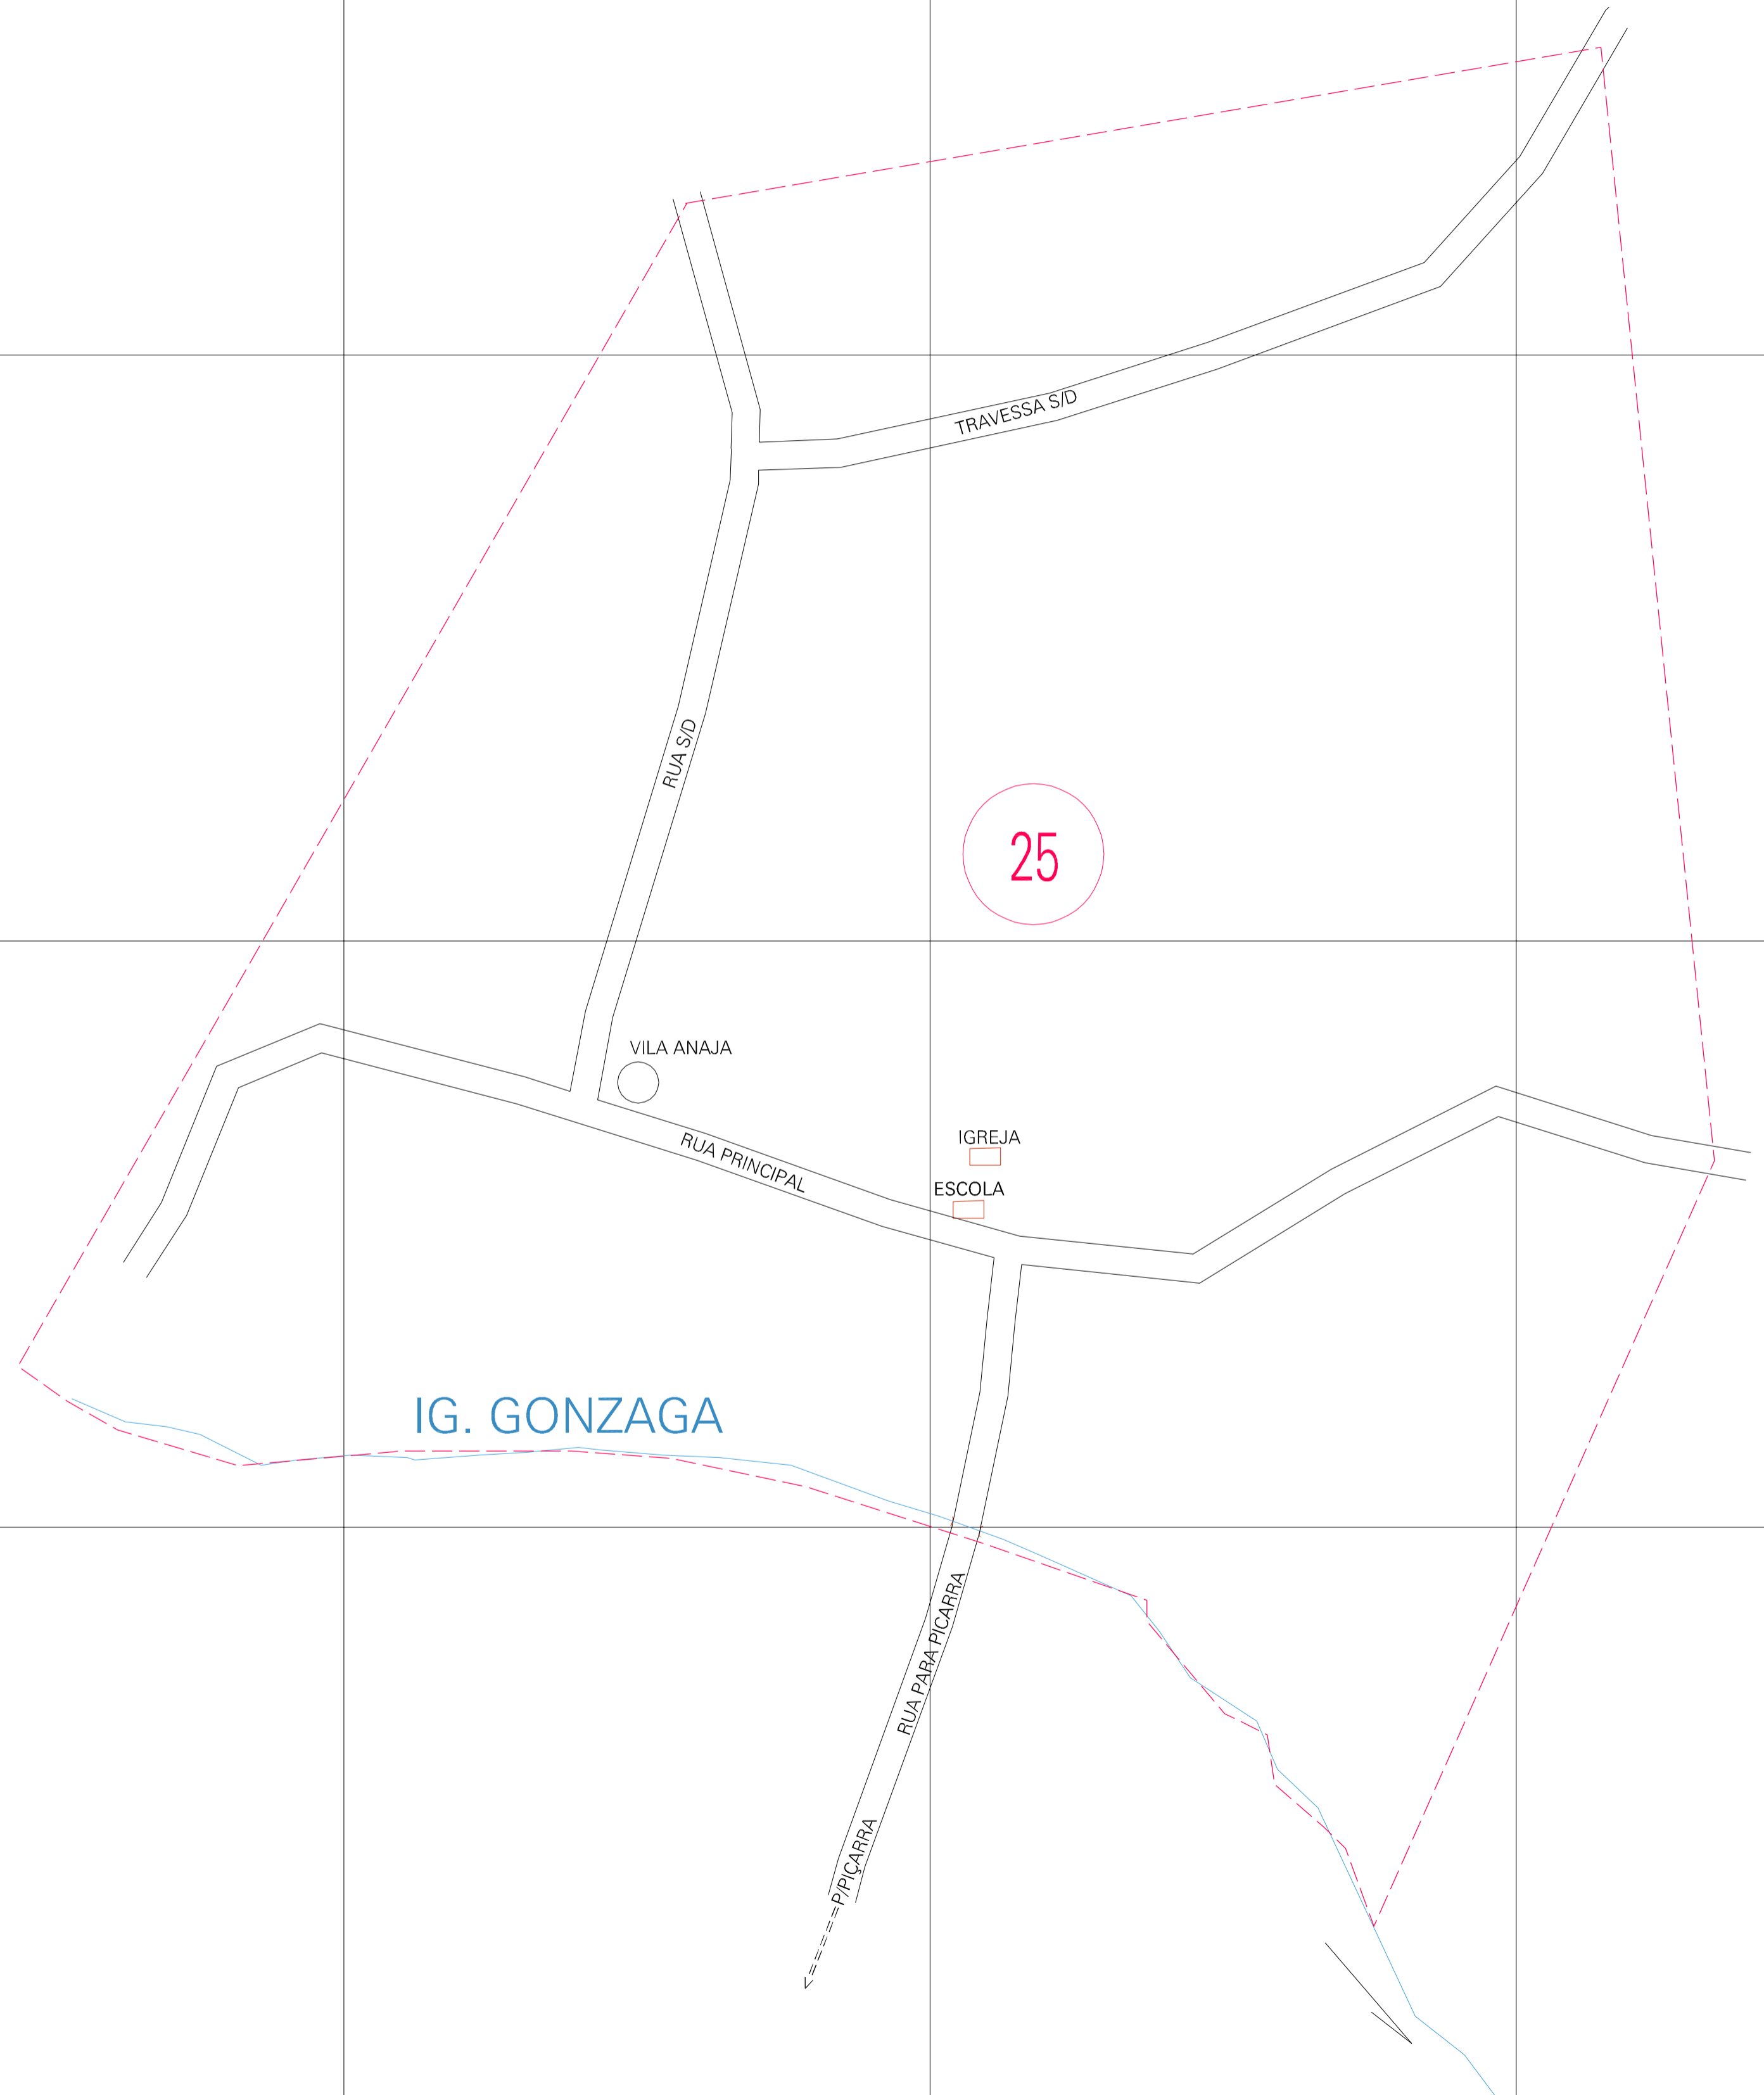 TRAVESSA S/D
RUA S/D
25
VILA ANAJA
RUA PRINCIPAL
IGREJA
ESCOLA
IG. GONZAGA
RUA PARA PIÇARRA
P/PIÇARRA